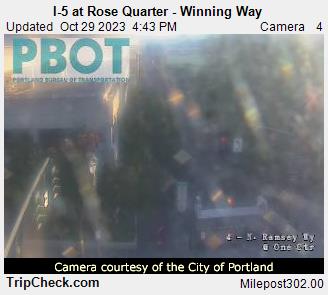 I-5 at Rose Quarter - Winning Way
Updated Oct 29 2023 4:43 PM Camera 4
PBOT
PORTLAND BUREAU OF TRANSPORTATION
4 - N. Ramsey Wy
@ One Ctr
Camera courtesy of the City of Portland
TripCheck.com Milepost302.00